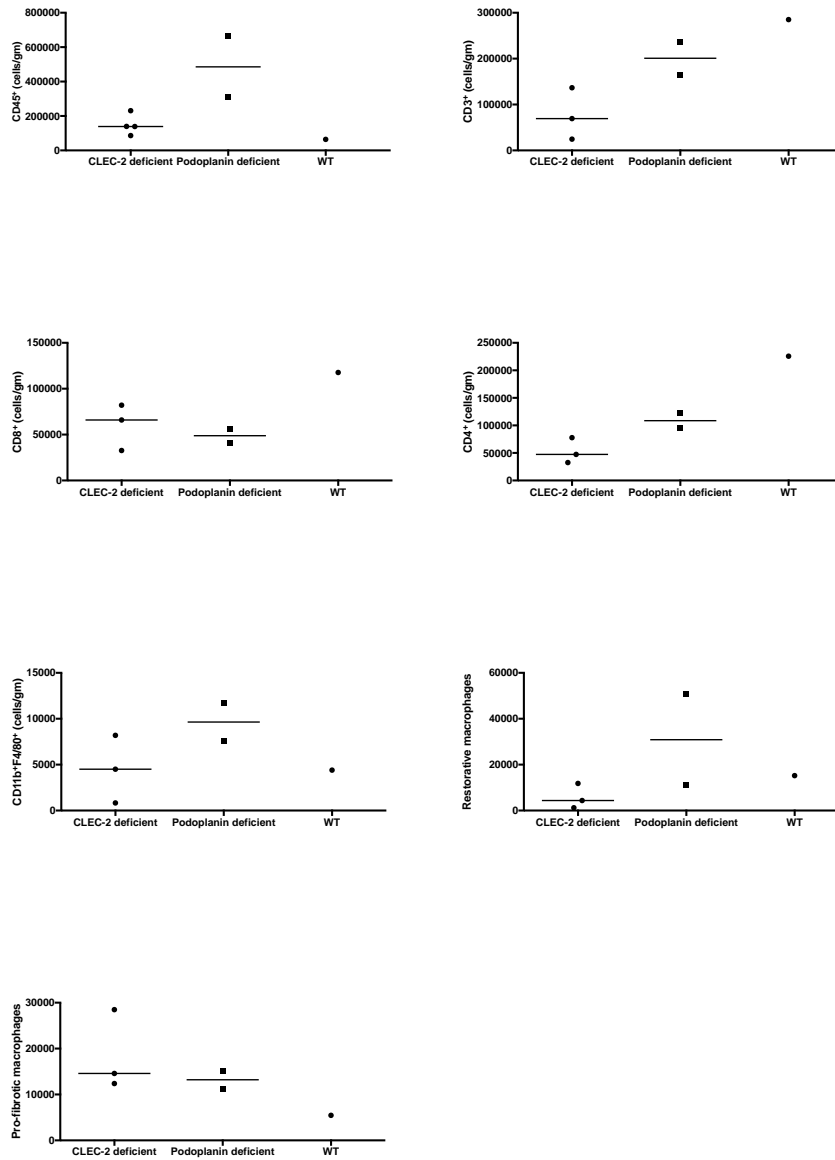 CD45⁺ (cells/gm)
800000
600000
400000
200000
0
CLEC-2 deficient Podoplanin deficient WT
CD3⁺ (cells/gm)
300000
200000
100000
0
CLEC-2 deficient Podoplanin deficient WT
CD8⁺ (cells/gm)
150000
100000
50000
0
CLEC-2 deficient Podoplanin deficient WT
CD4⁺ (cells/gm)
250000
200000
150000
100000
50000
0
CLEC-2 deficient Podoplanin deficient WT
CD11b⁺F4/80⁺ (cells/gm)
15000
10000
5000
0
CLEC-2 deficient Podoplanin deficient WT
Restorative macrophages
60000
40000
20000
0
CLEC-2 deficient Podoplanin deficient WT
Pro-fibrotic macrophages
30000
20000
10000
0
CLEC-2 deficient Podoplanin deficient WT